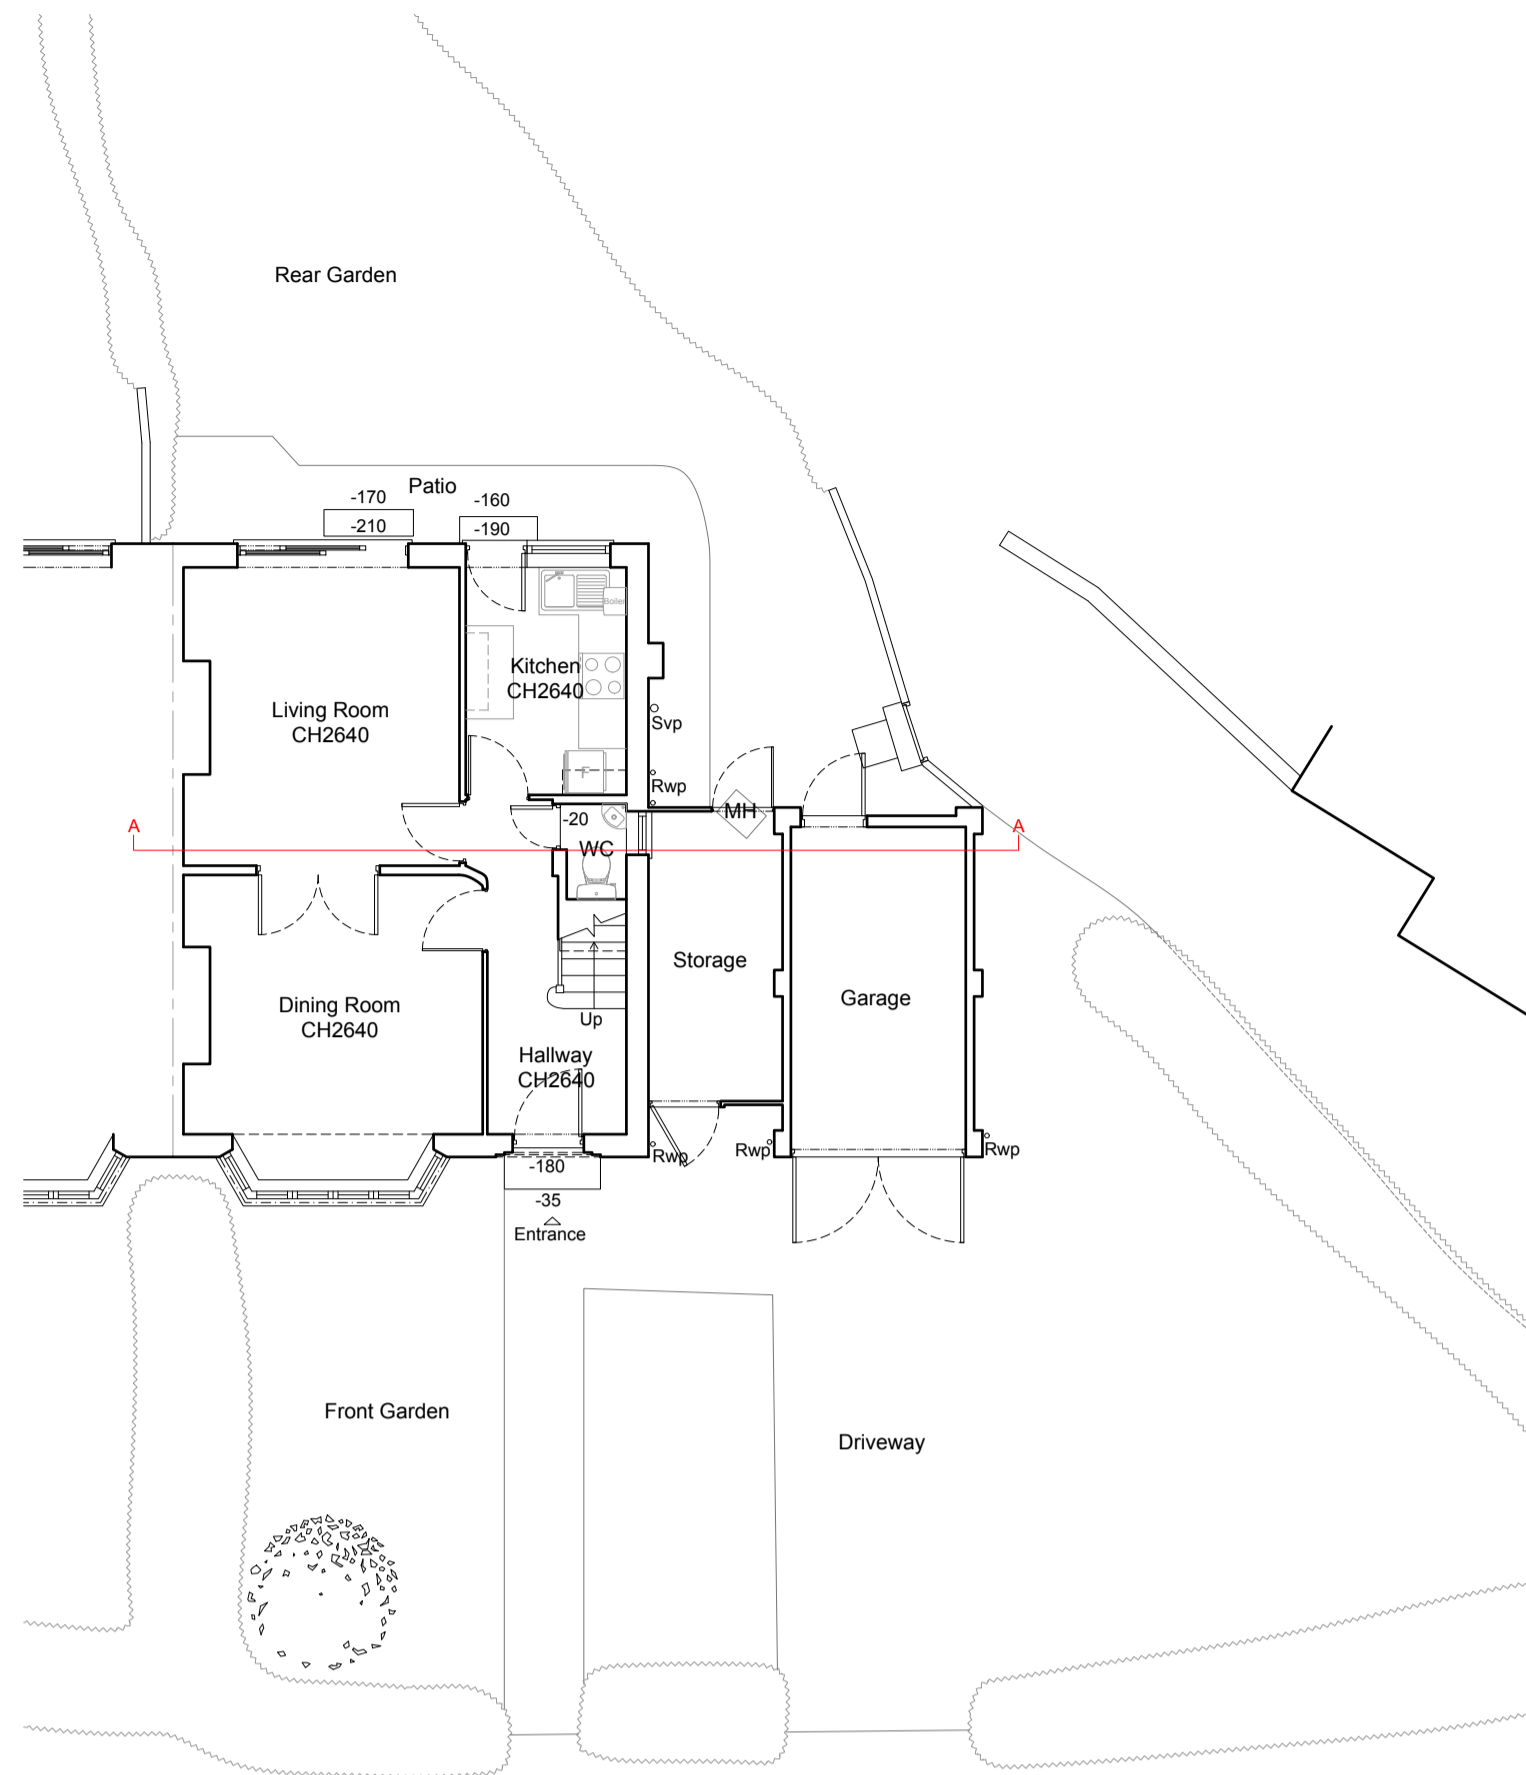 Rear Garden
Patio
-170
-160
-210
-190
Boiler
Kitchen
CH2640
Living Room
CH2640
Svp
F
Rwp
MH
-20
A
A
WC
Storage
Garage
Dining Room
CH2640
Up
Hallway
CH2640
Rwp
Rwp
Rwp
-180
-35
Entrance
Front Garden
Driveway